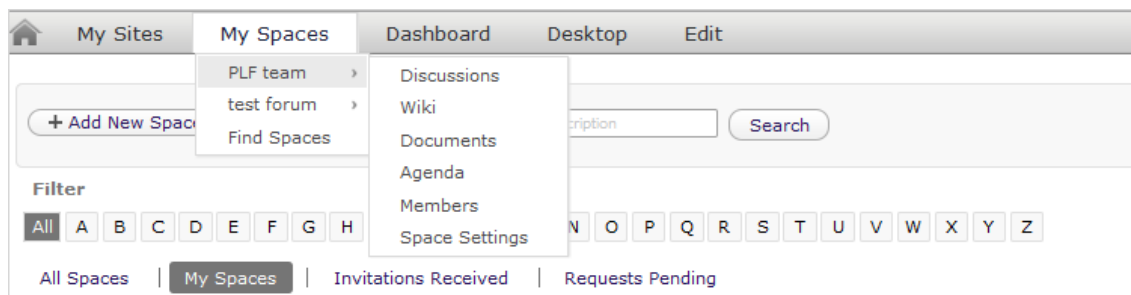 My Sites My Spaces Dashboard Desktop Edit
PLF team
test forum
Find Spaces
Discussions
Wiki
Documents
Agenda
Members
Space Settings
+ Add New Spac
cription
Search
Filter
All A B C D E F G H N O P Q R S T U V W X Y Z
All Spaces | My Spaces | Invitations Received | Requests Pending